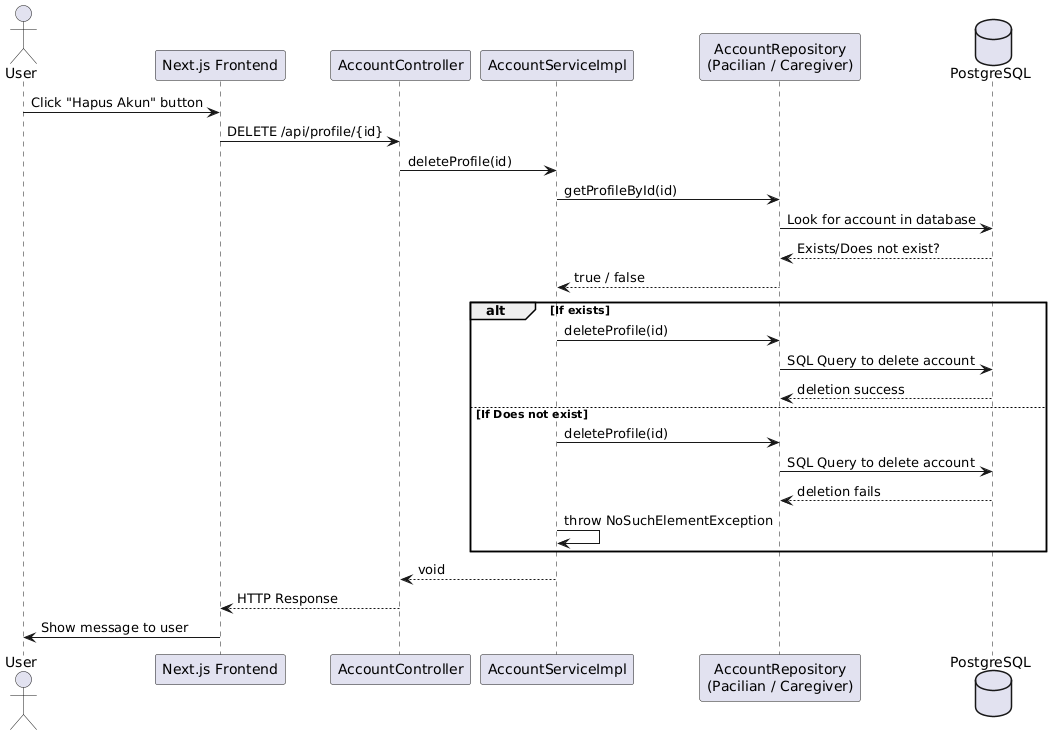 User
Next.js Frontend
AccountController
AccountServiceImpl
AccountRepository
(Pacilian / Caregiver)
PostgreSQL
Click "Hapus Akun" button
DELETE /api/profile/{id}
deleteProfile(id)
getProfileById(id)
Look for account in database
Exists/Does not exist?
true / false
alt
[If exists]
deleteProfile(id)
SQL Query to delete account
deletion success
[If Does not exist]
deleteProfile(id)
SQL Query to delete account
deletion fails
throw NoSuchElementException
void
HTTP Response
Show message to user
User
Next.js Frontend
AccountController
AccountServiceImpl
AccountRepository
(Pacilian / Caregiver)
PostgreSQL